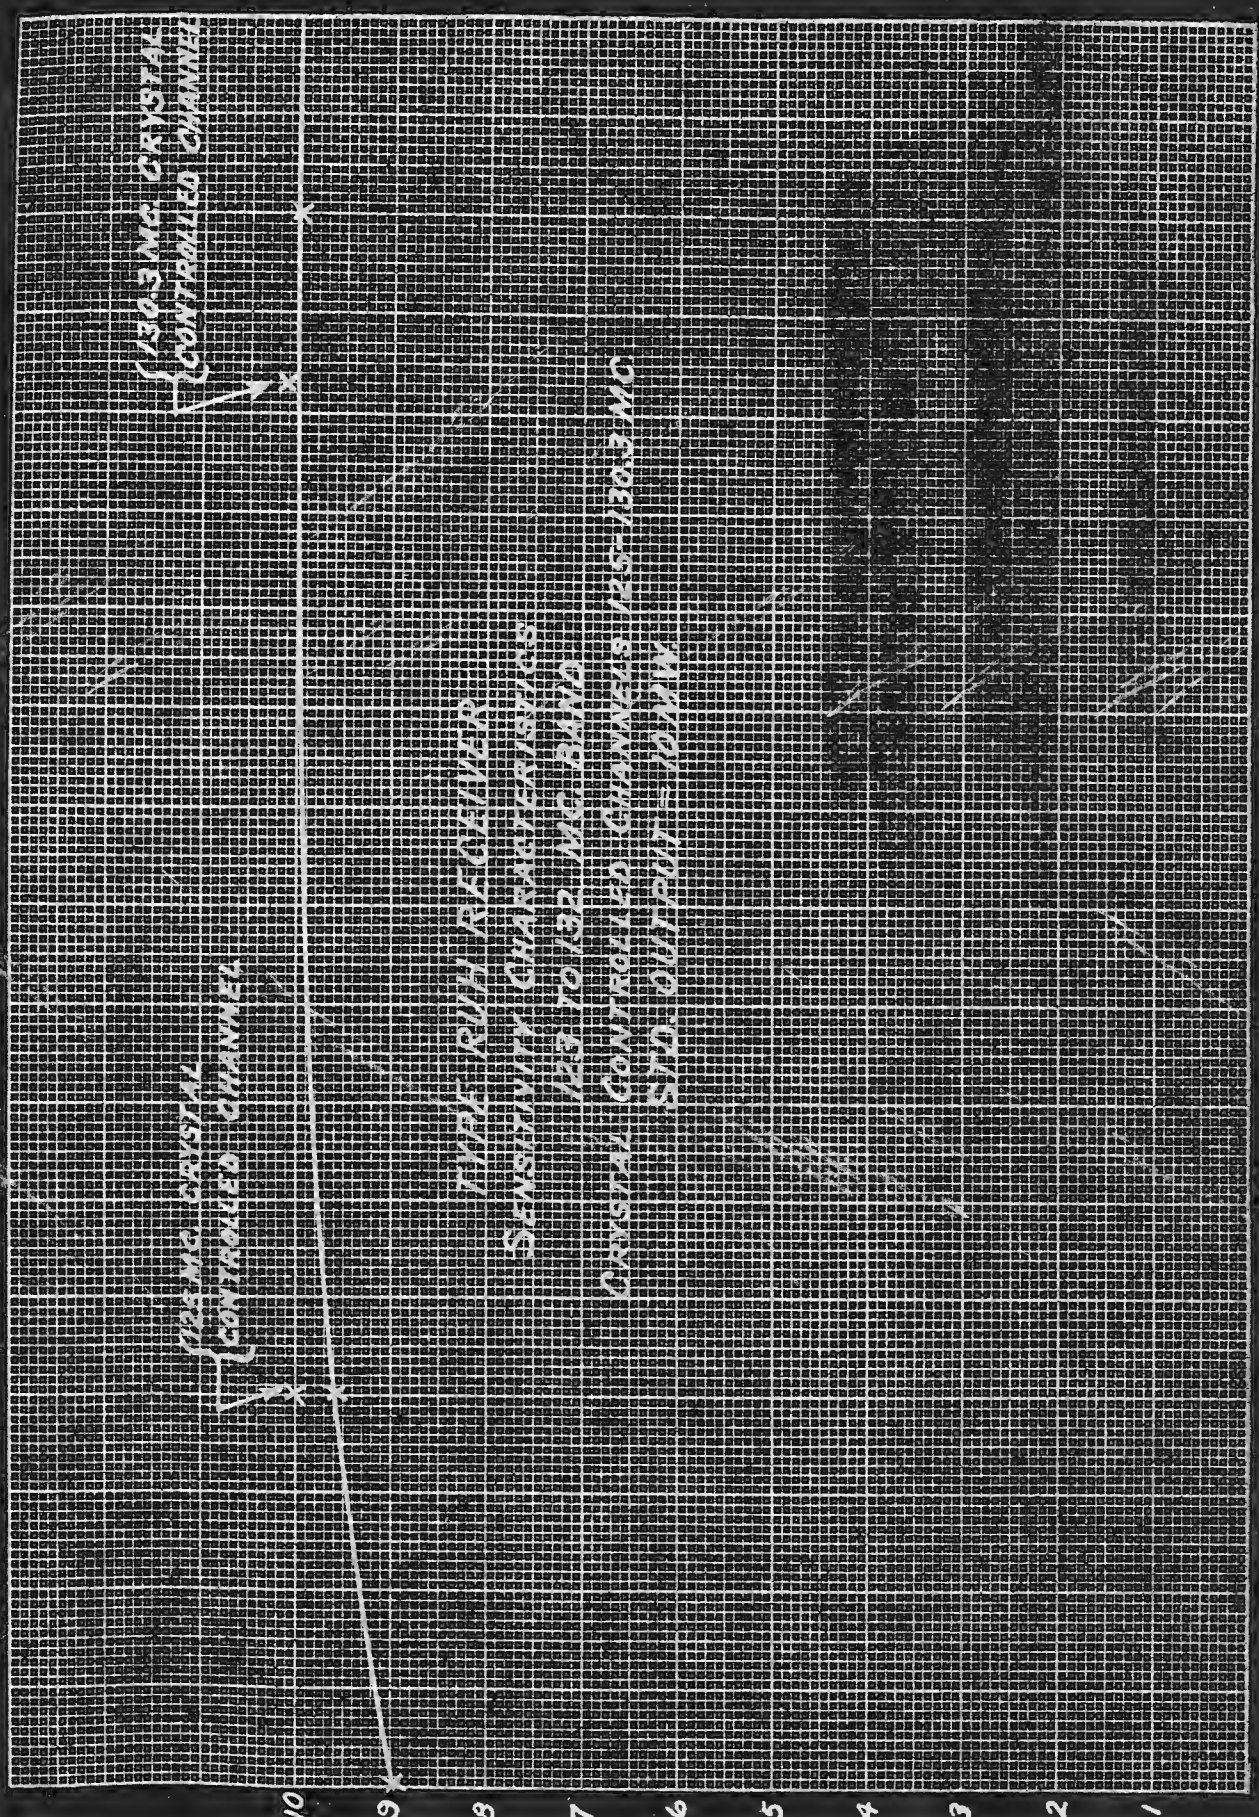 {130.3 MC. CRYSTAL
{CONTROLLED CHANNEL
{125 MC. CRYSTAL
{CONTROLLED CHANNEL
TYPE RUH RECEIVER
SENSITIVITY CHARACTERISTICS
123 TO 132 MC. BAND
CRYSTAL CONTROLLED CHANNELS 125-130.3 MC
STD. OUTPUT = 10 MW.
10
9
8
7
6
5
4
3
2
1